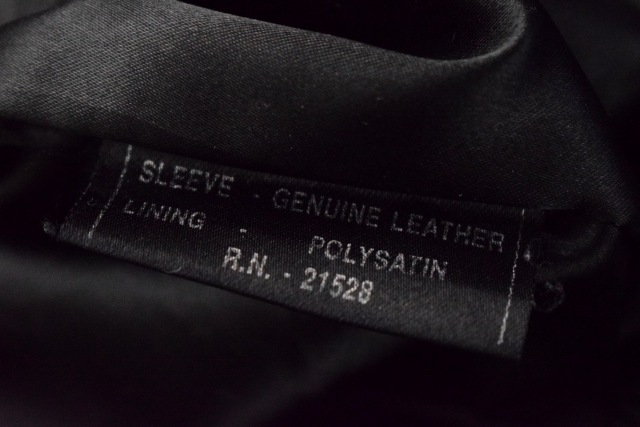 SLEEVE - GENUINE LEATHER
LINING - POLYSATIN
R.N. - 21528